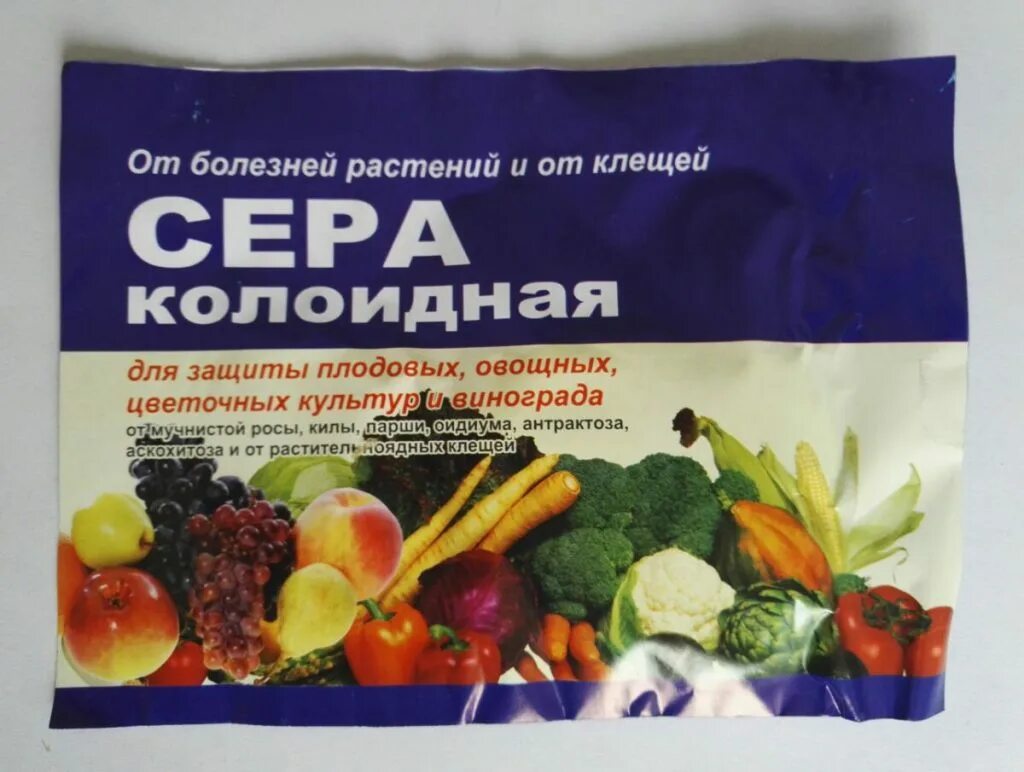 От болезней растений и от клещей
СЕРА
колоидная
для защиты плодовых, овощных,
цветочных культур и винограда
от мучнистой росы, килы, парши, оидиума, антрактоза,
аскохитоза и от растительноядных клещей